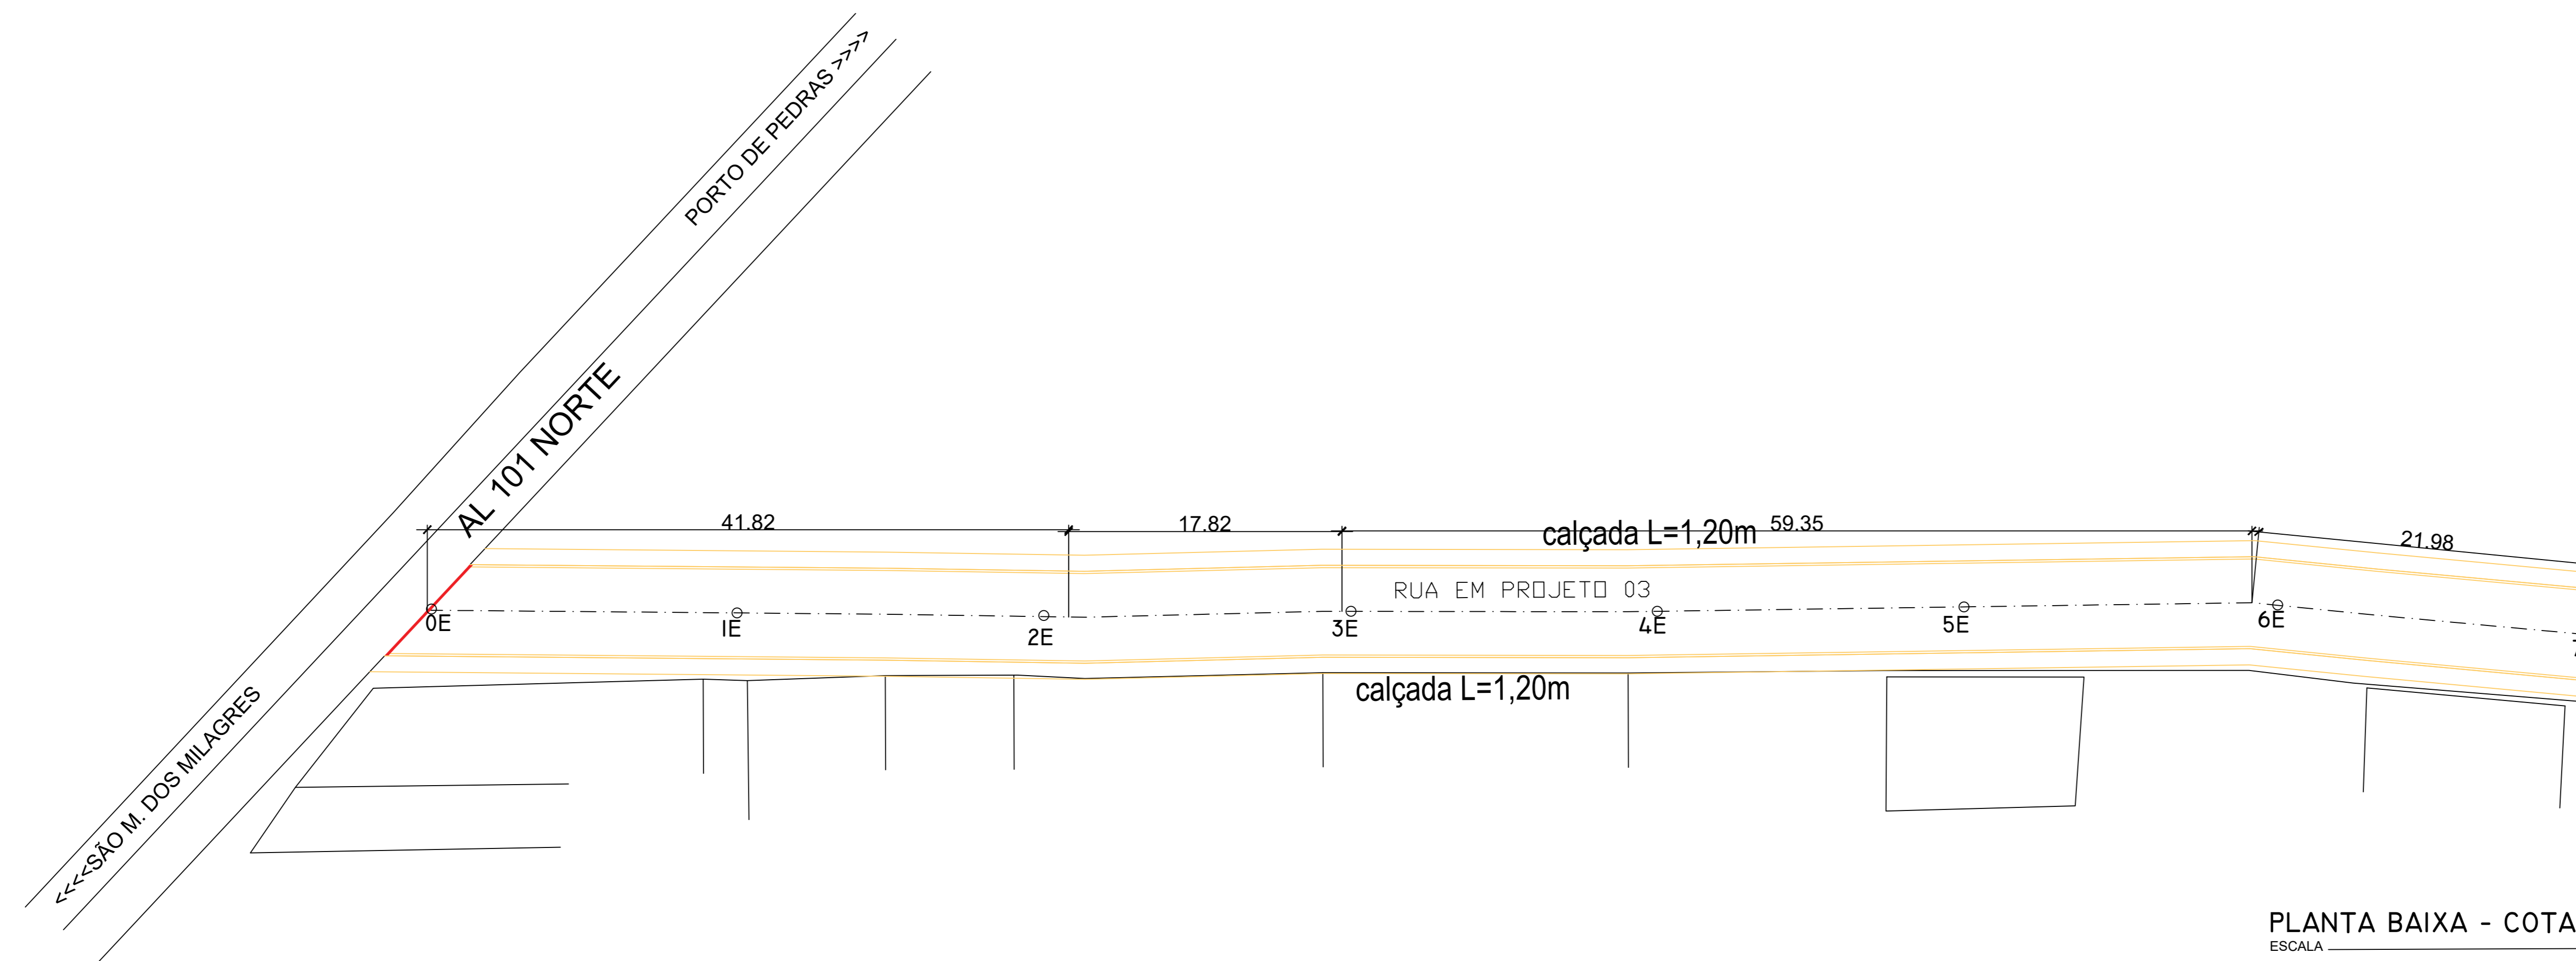 PORTO DE PEDRAS >>>>
AL 101 NORTE
<<<<SÃO M. DOS MILAGRES
41.82
17.82
calçada L=1,20m
59.35
21.98
RUA EM PROJETO 03
0E
1E
2E
3E
4E
5E
6E
calçada L=1,20m
PLANTA BAIXA - COTA
ESCALA